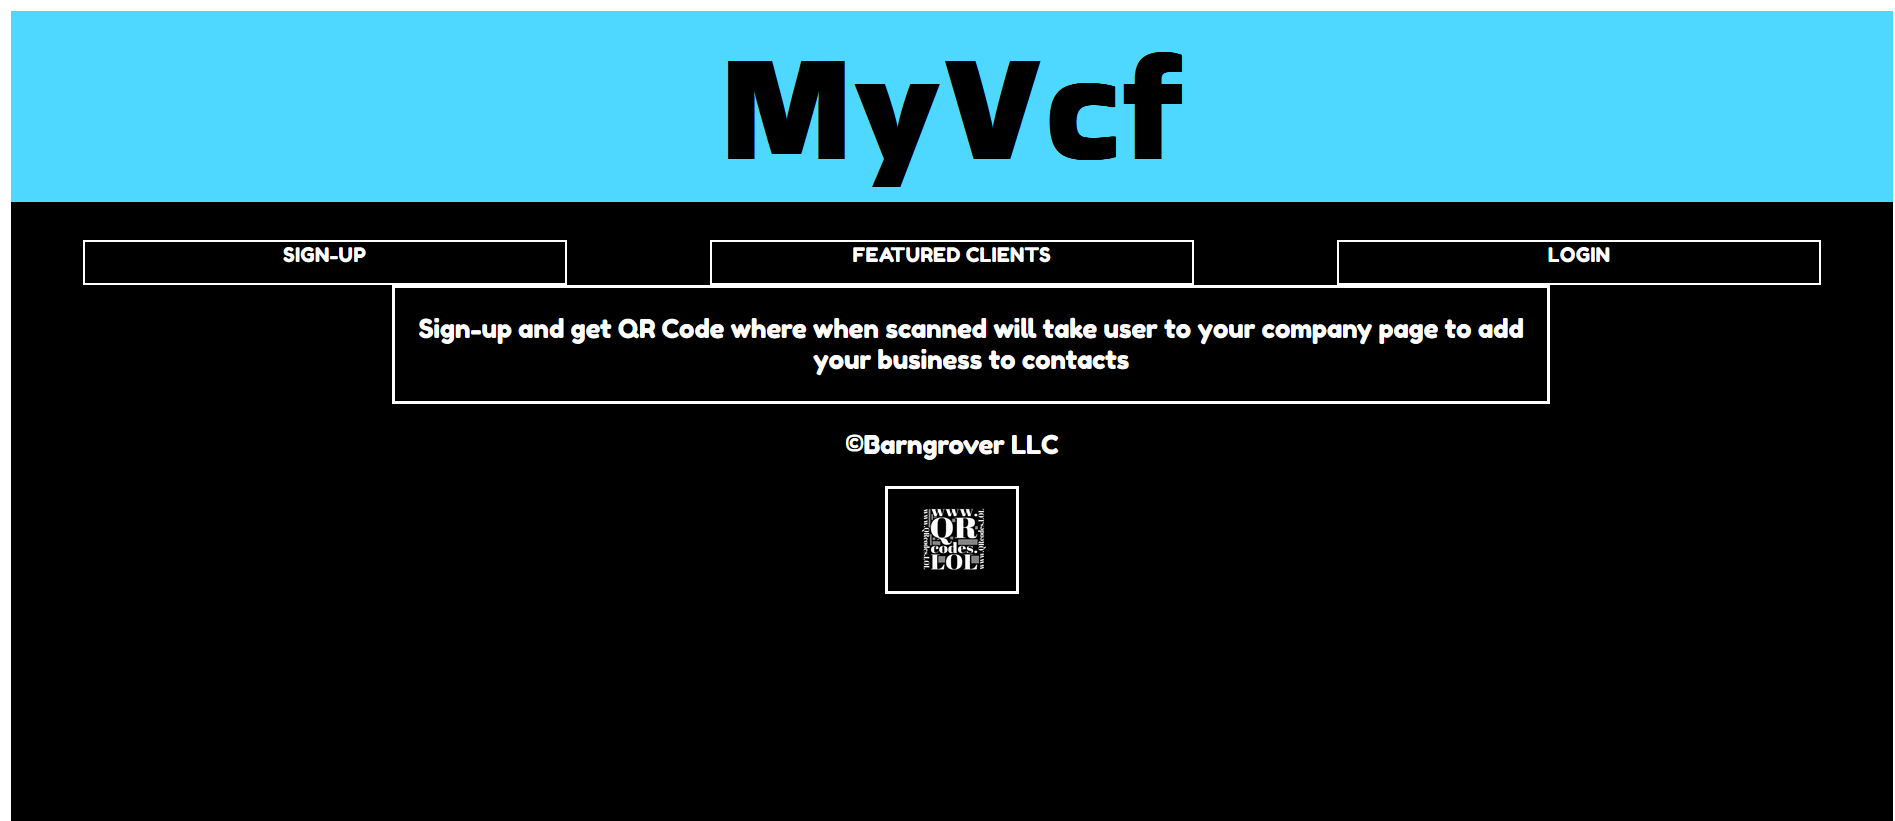 MyVcf
SIGN-UP
FEATURED CLIENTS
LOGIN
Sign-up and get QR Code where when scanned will take user to your company page to add
your business to contacts
©Barngrover LLC
www.
QR
codes.
LOL
www.QRcodes.LOL
www.QRcodes.LOL